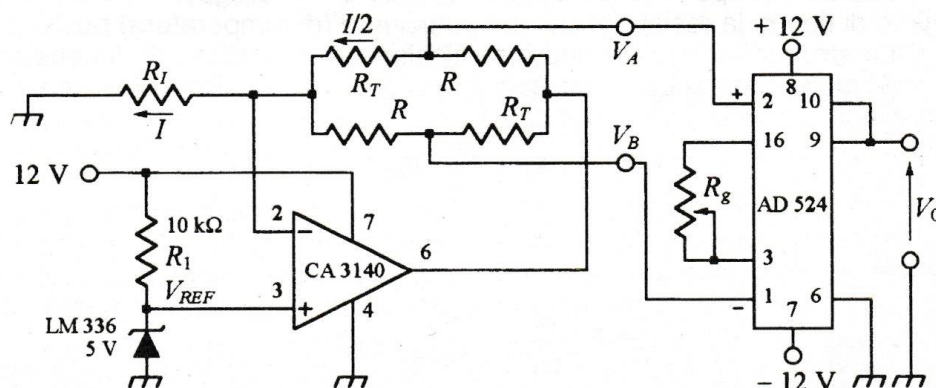 I/2
+ 12 V
V_A
R_I
R_T
R
8
+
2
10
I
R
R_T
16
9
12 V
V_B
R_g
AD 524
V_O
10 kΩ
2
7
R_1
−
CA 3140
6
3
V_REF
3
+
4
1
6
−
7
LM 336
5 V
− 12 V